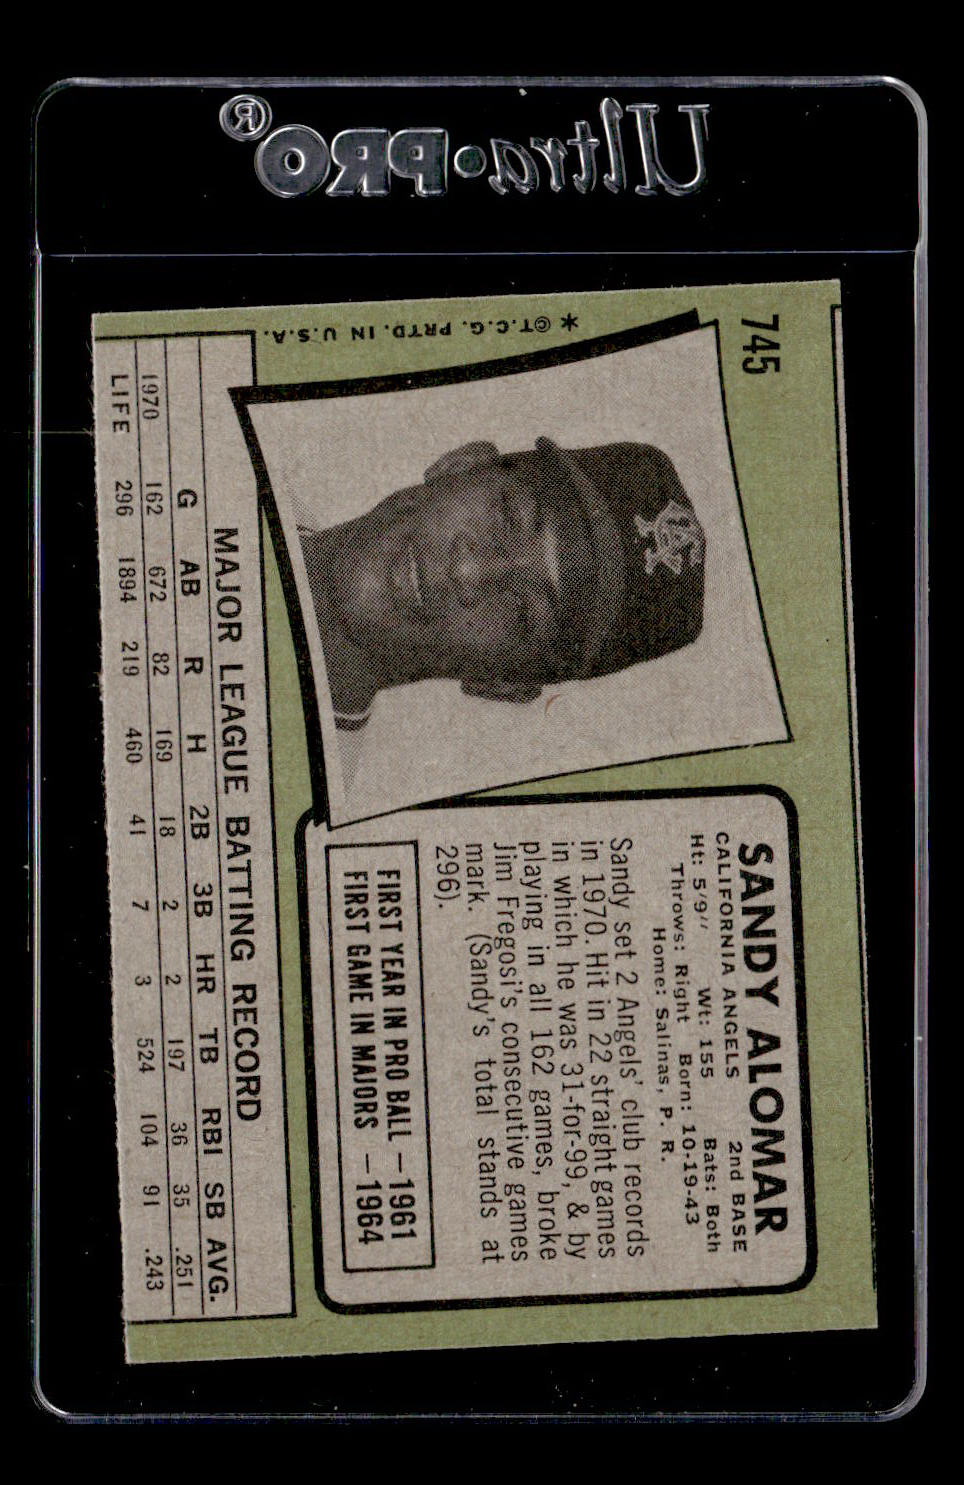 Ultra•PRO®
745
* ©T.C.G. PRTD. IN U.S.A.
SANDY ALOMAR
CALIFORNIA ANGELS 2nd BASE
Ht: 5'9" Wt: 155 Bats: Both
Throws: Right Born: 10-19-43
Home: Salinas, P. R.
Sandy set 2 Angels' club records
in 1970. Hit in 22 straight games
in which he was 31-for-99, & by
playing in all 162 games, broke
Jim Fregosi's consecutive games
mark. (Sandy's total stands at
296).
FIRST YEAR IN PRO BALL —1961
FIRST GAME IN MAJORS —1964
MAJOR LEAGUE BATTING RECORD
G AB R H 2B 3B HR TB RBI SB AVG.
1970 162 672 82 169 18 2 2 197 36 35 .251
LIFE 296 1894 219 460 41 7 3 524 104 91 .243